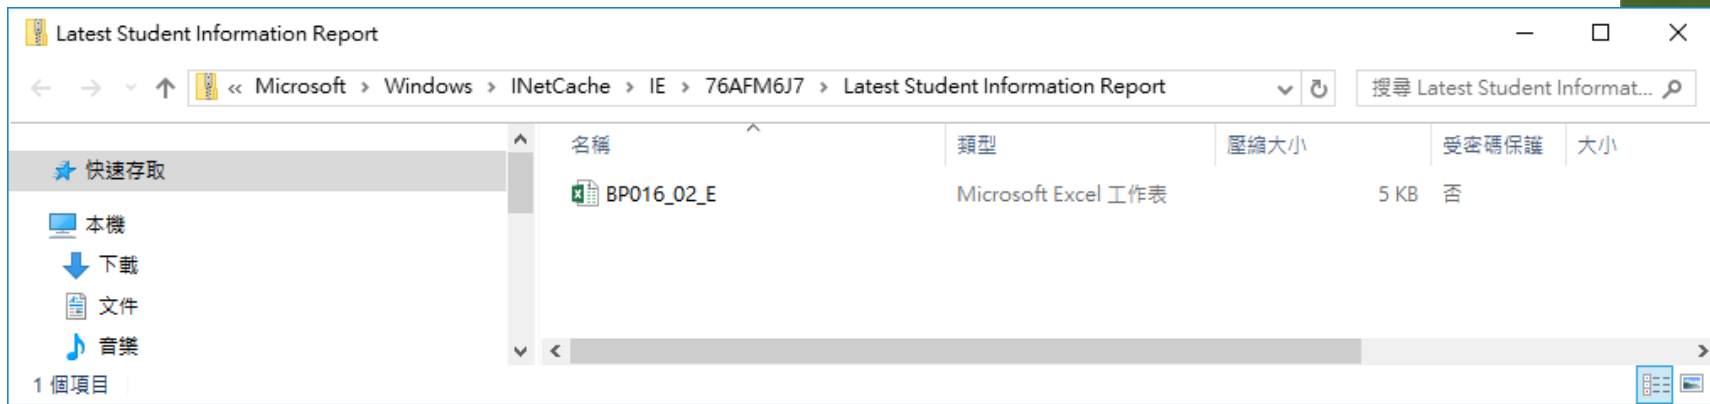 Latest Student Information Report
« Microsoft › Windows › INetCache › IE › 76AFM6J7 › Latest Student Information Report
搜尋 Latest Student Informat...
名稱 類型 壓縮大小 受密碼保護 大小
快速存取
BP016_02_E Microsoft Excel 工作表 5 KB 否
本機
下載
文件
音樂
1 個項目